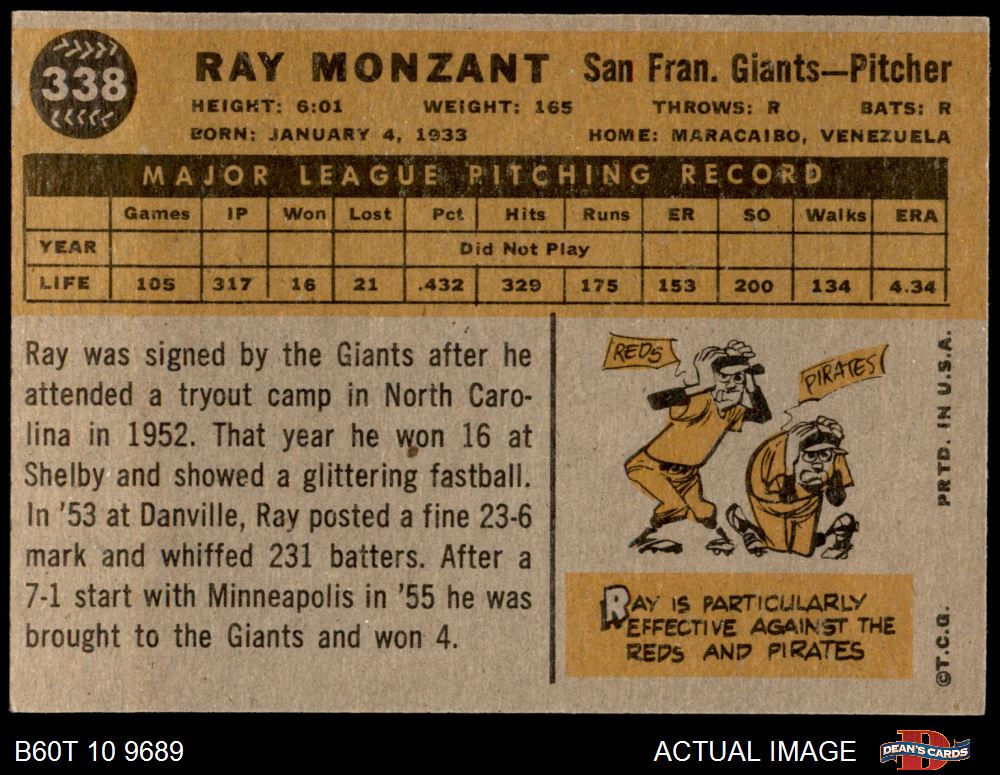 338
RAY MONZANT San Fran. Giants—Pitcher
HEIGHT: 6:01 WEIGHT: 165 THROWS: R BATS: R
BORN: JANUARY 4, 1933 HOME: MARACAIBO, VENEZUELA
MAJOR LEAGUE PITCHING RECORD
Games IP Won Lost Pct Hits Runs ER SO Walks ERA
YEAR Did Not Play
LIFE 105 317 16 21 .432 329 175 153 200 134 4.34
Ray was signed by the Giants after he
attended a tryout camp in North Caro-
lina in 1952. That year he won 16 at
Shelby and showed a glittering fastball.
In '53 at Danville, Ray posted a fine 23-6
mark and whiffed 231 batters. After a
7-1 start with Minneapolis in '55 he was
brought to the Giants and won 4.
REDS
PIRATES
RAY IS PARTICULARLY
EFFECTIVE AGAINST THE
REDS AND PIRATES
PRTD. IN U.S.A.
©T.C.G.
B60T 10 9689 ACTUAL IMAGE
DEAN'S CARDS